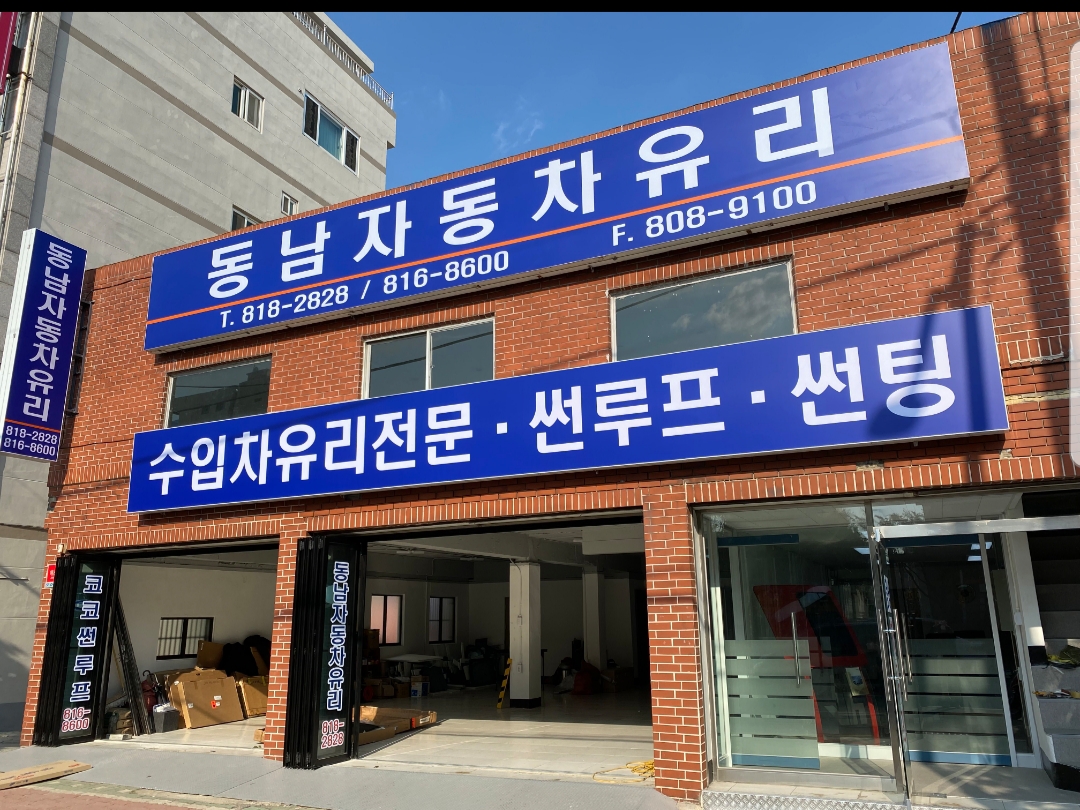 동남자동차유리
T. 818-2828 / 816-8600
F. 808-9100
수입차유리전문 · 썬루프 · 썬팅
동남자동차유리
818-2828
816-8600
코코썬루프
816-
8600
동남자동차유리
818-
2828